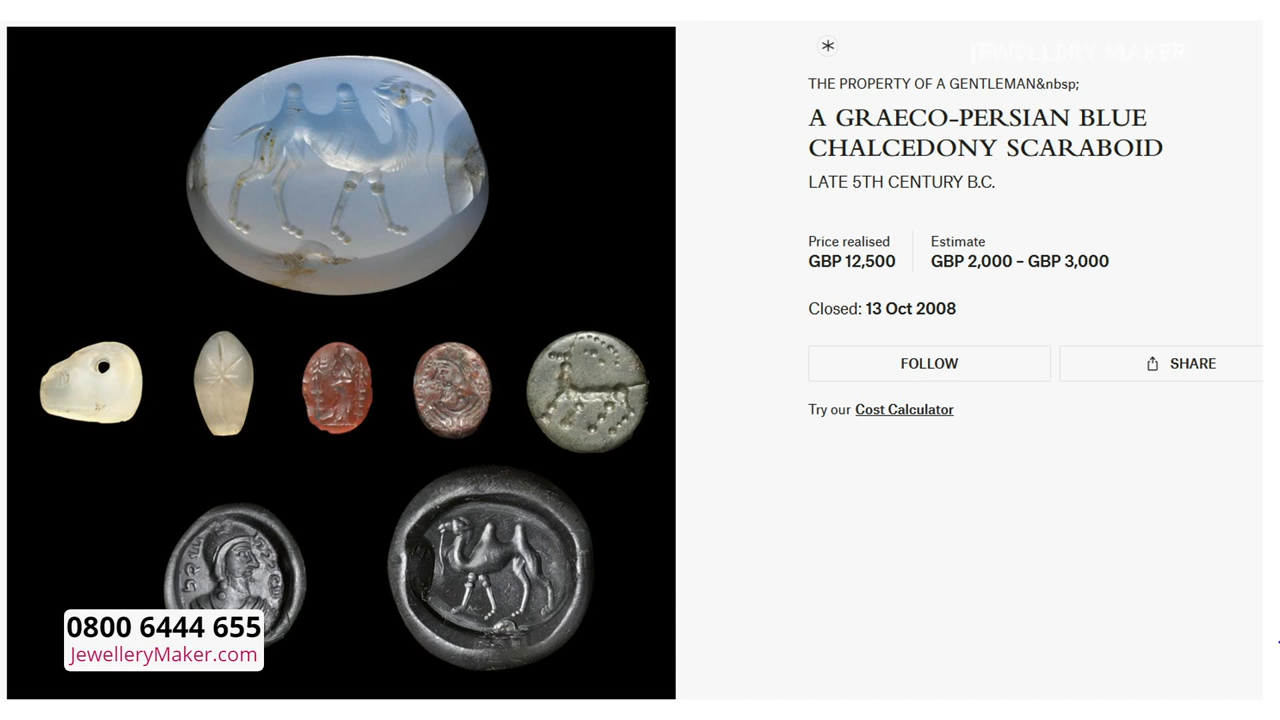 JEWELLERY MAKER
THE PROPERTY OF A GENTLEMAN&nbsp;
A GRAECO-PERSIAN BLUE
CHALCEDONY SCARABOID
LATE 5TH CENTURY B.C.
Price realised
Estimate
GBP 12,500
GBP 2,000 – GBP 3,000
Closed: 13 Oct 2008
FOLLOW
SHARE
Try our Cost Calculator
0800 6444 655
JewelleryMaker.com